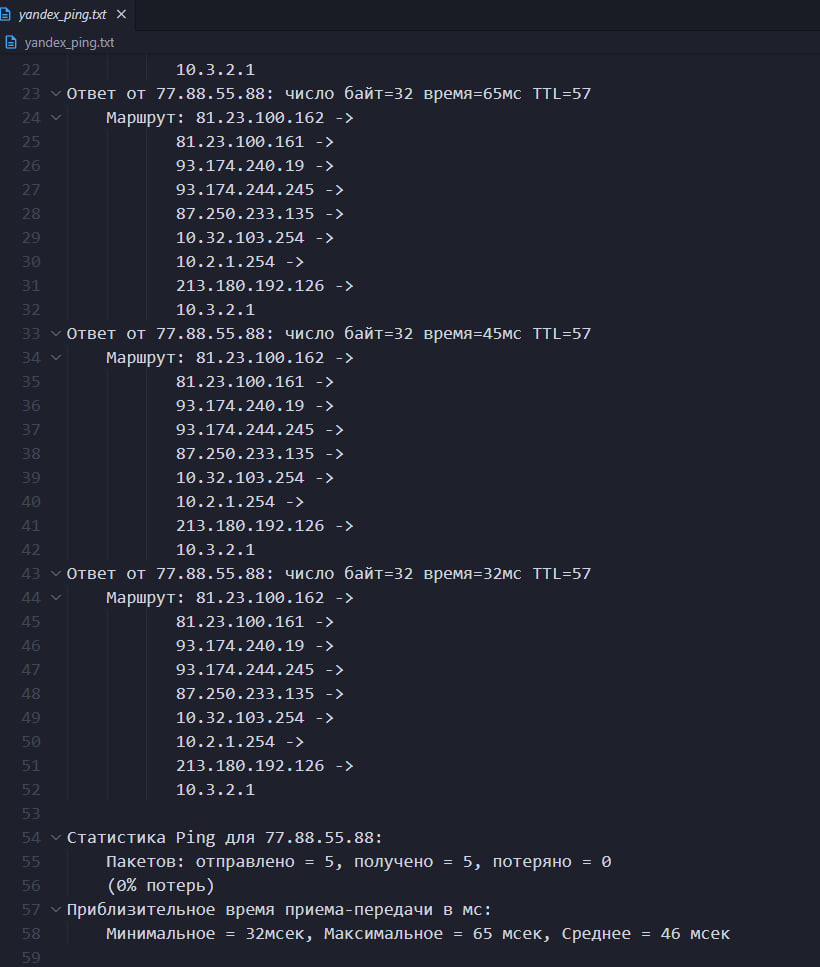 yandex_ping.txt
yandex_ping.txt
22 10.3.2.1
23 Ответ от 77.88.55.88: число байт=32 время=65мс TTL=57
24 Маршрут: 81.23.100.162 ->
25 81.23.100.161 ->
26 93.174.240.19 ->
27 93.174.244.245 ->
28 87.250.233.135 ->
29 10.32.103.254 ->
30 10.2.1.254 ->
31 213.180.192.126 ->
32 10.3.2.1
33 Ответ от 77.88.55.88: число байт=32 время=45мс TTL=57
34 Маршрут: 81.23.100.162 ->
35 81.23.100.161 ->
36 93.174.240.19 ->
37 93.174.244.245 ->
38 87.250.233.135 ->
39 10.32.103.254 ->
40 10.2.1.254 ->
41 213.180.192.126 ->
42 10.3.2.1
43 Ответ от 77.88.55.88: число байт=32 время=32мс TTL=57
44 Маршрут: 81.23.100.162 ->
45 81.23.100.161 ->
46 93.174.240.19 ->
47 93.174.244.245 ->
48 87.250.233.135 ->
49 10.32.103.254 ->
50 10.2.1.254 ->
51 213.180.192.126 ->
52 10.3.2.1
53
54 Статистика Ping для 77.88.55.88:
55 Пакетов: отправлено = 5, получено = 5, потеряно = 0
56 (0% потерь)
57 Приблизительное время приема-передачи в мс:
58 Минимальное = 32мсек, Максимальное = 65 мсек, Среднее = 46 мсек
59